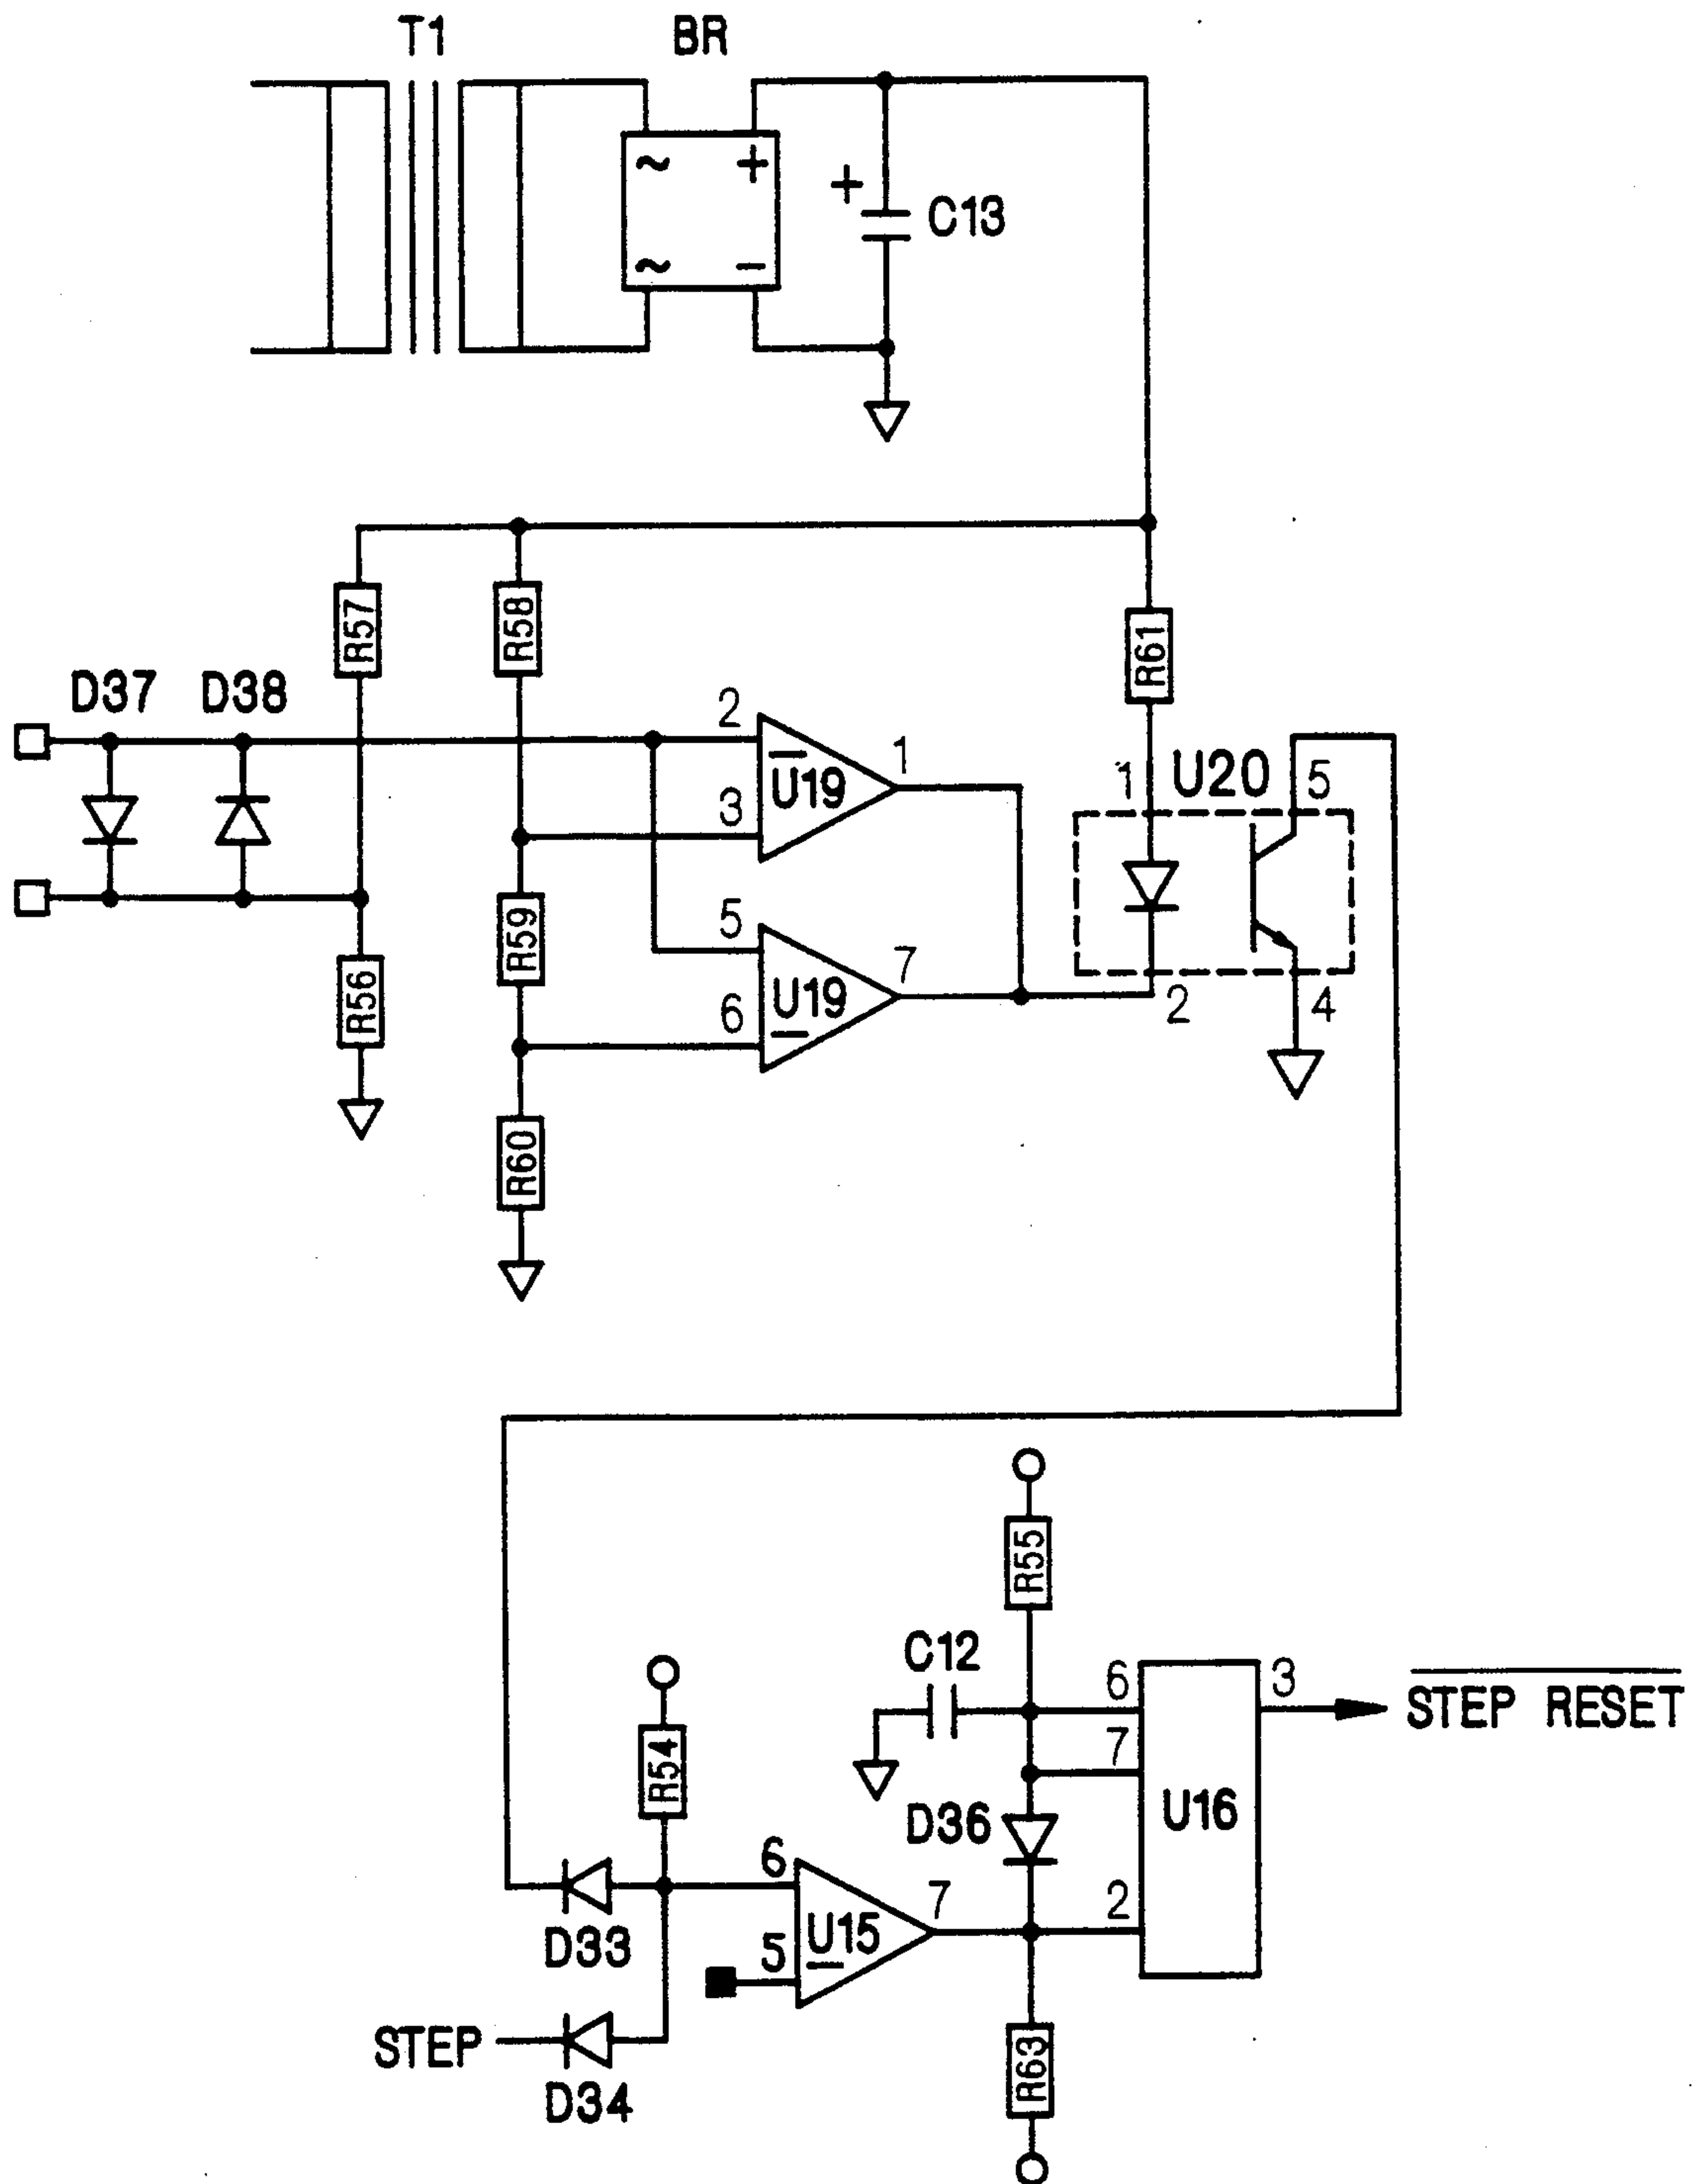 T1 BR
~ +
+ C13
~ −
R57 R58 R61
D37 D38
2 1
U19
3
1 U20 5
5 R59 7
U19
6
R56
2 4
R60
R55
C12
6 3 STEP RESET
7
R54
D36 U16
6
7 2
U15
D33 5
STEP
R63
D34